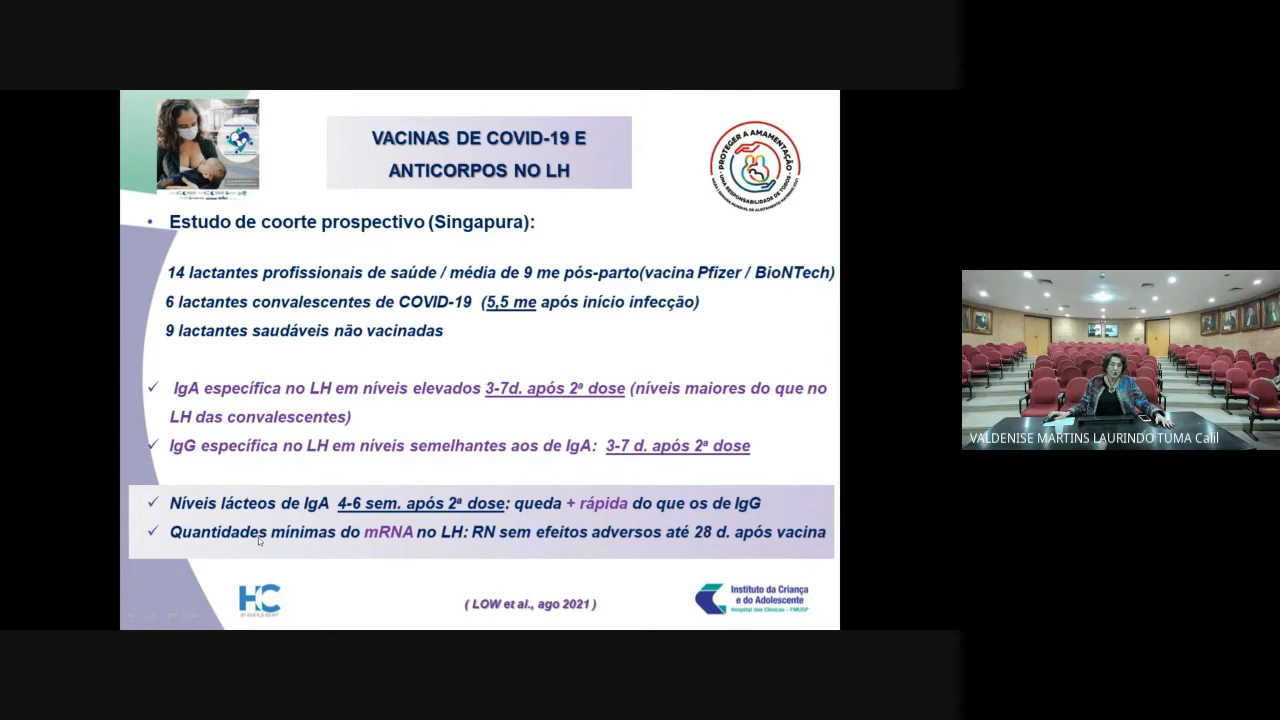 VACINAS DE COVID-19 E
ANTICORPOS NO LH
PROTEGER A AMAMENTAÇÃO
UMA RESPONSABILIDADE DE TODOS
• Estudo de coorte prospectivo (Singapura):
14 lactantes profissionais de saúde / média de 9 me pós-parto(vacina Pfizer / BioNTech)
6 lactantes convalescentes de COVID-19 (5,5 me após início infecção)
9 lactantes saudáveis não vacinadas
✓ IgA específica no LH em níveis elevados 3-7d. após 2ª dose (níveis maiores do que no
LH das convalescentes)
✓ IgG específica no LH em níveis semelhantes aos de IgA: 3-7 d. após 2ª dose
VALDENISE MARTINS LAURINDO TUMA Calil
✓ Níveis lácteos de IgA 4-6 sem. após 2ª dose: queda + rápida do que os de IgG
✓ Quantidades mínimas do mRNA no LH: RN sem efeitos adversos até 28 d. após vacina
HC
( LOW et al., ago 2021 )
Instituto da Criança
e do Adolescente
Hospital das Clínicas - FMUSP